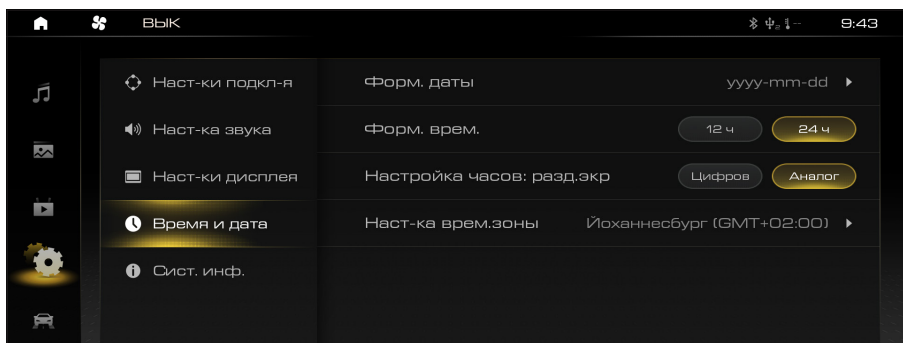 ВЫК 9:43
Наст-ки подкл-я
Форм. даты yyyy-mm-dd
Наст-ка звука
Форм. врем. 12 ч 24 ч
Наст-ки дисплея
Настройка часов: разд.экр Цифров Аналог
Время и дата
Наст-ка врем.зоны Йоханнесбург (GMT+02:00)
Сист. инф.